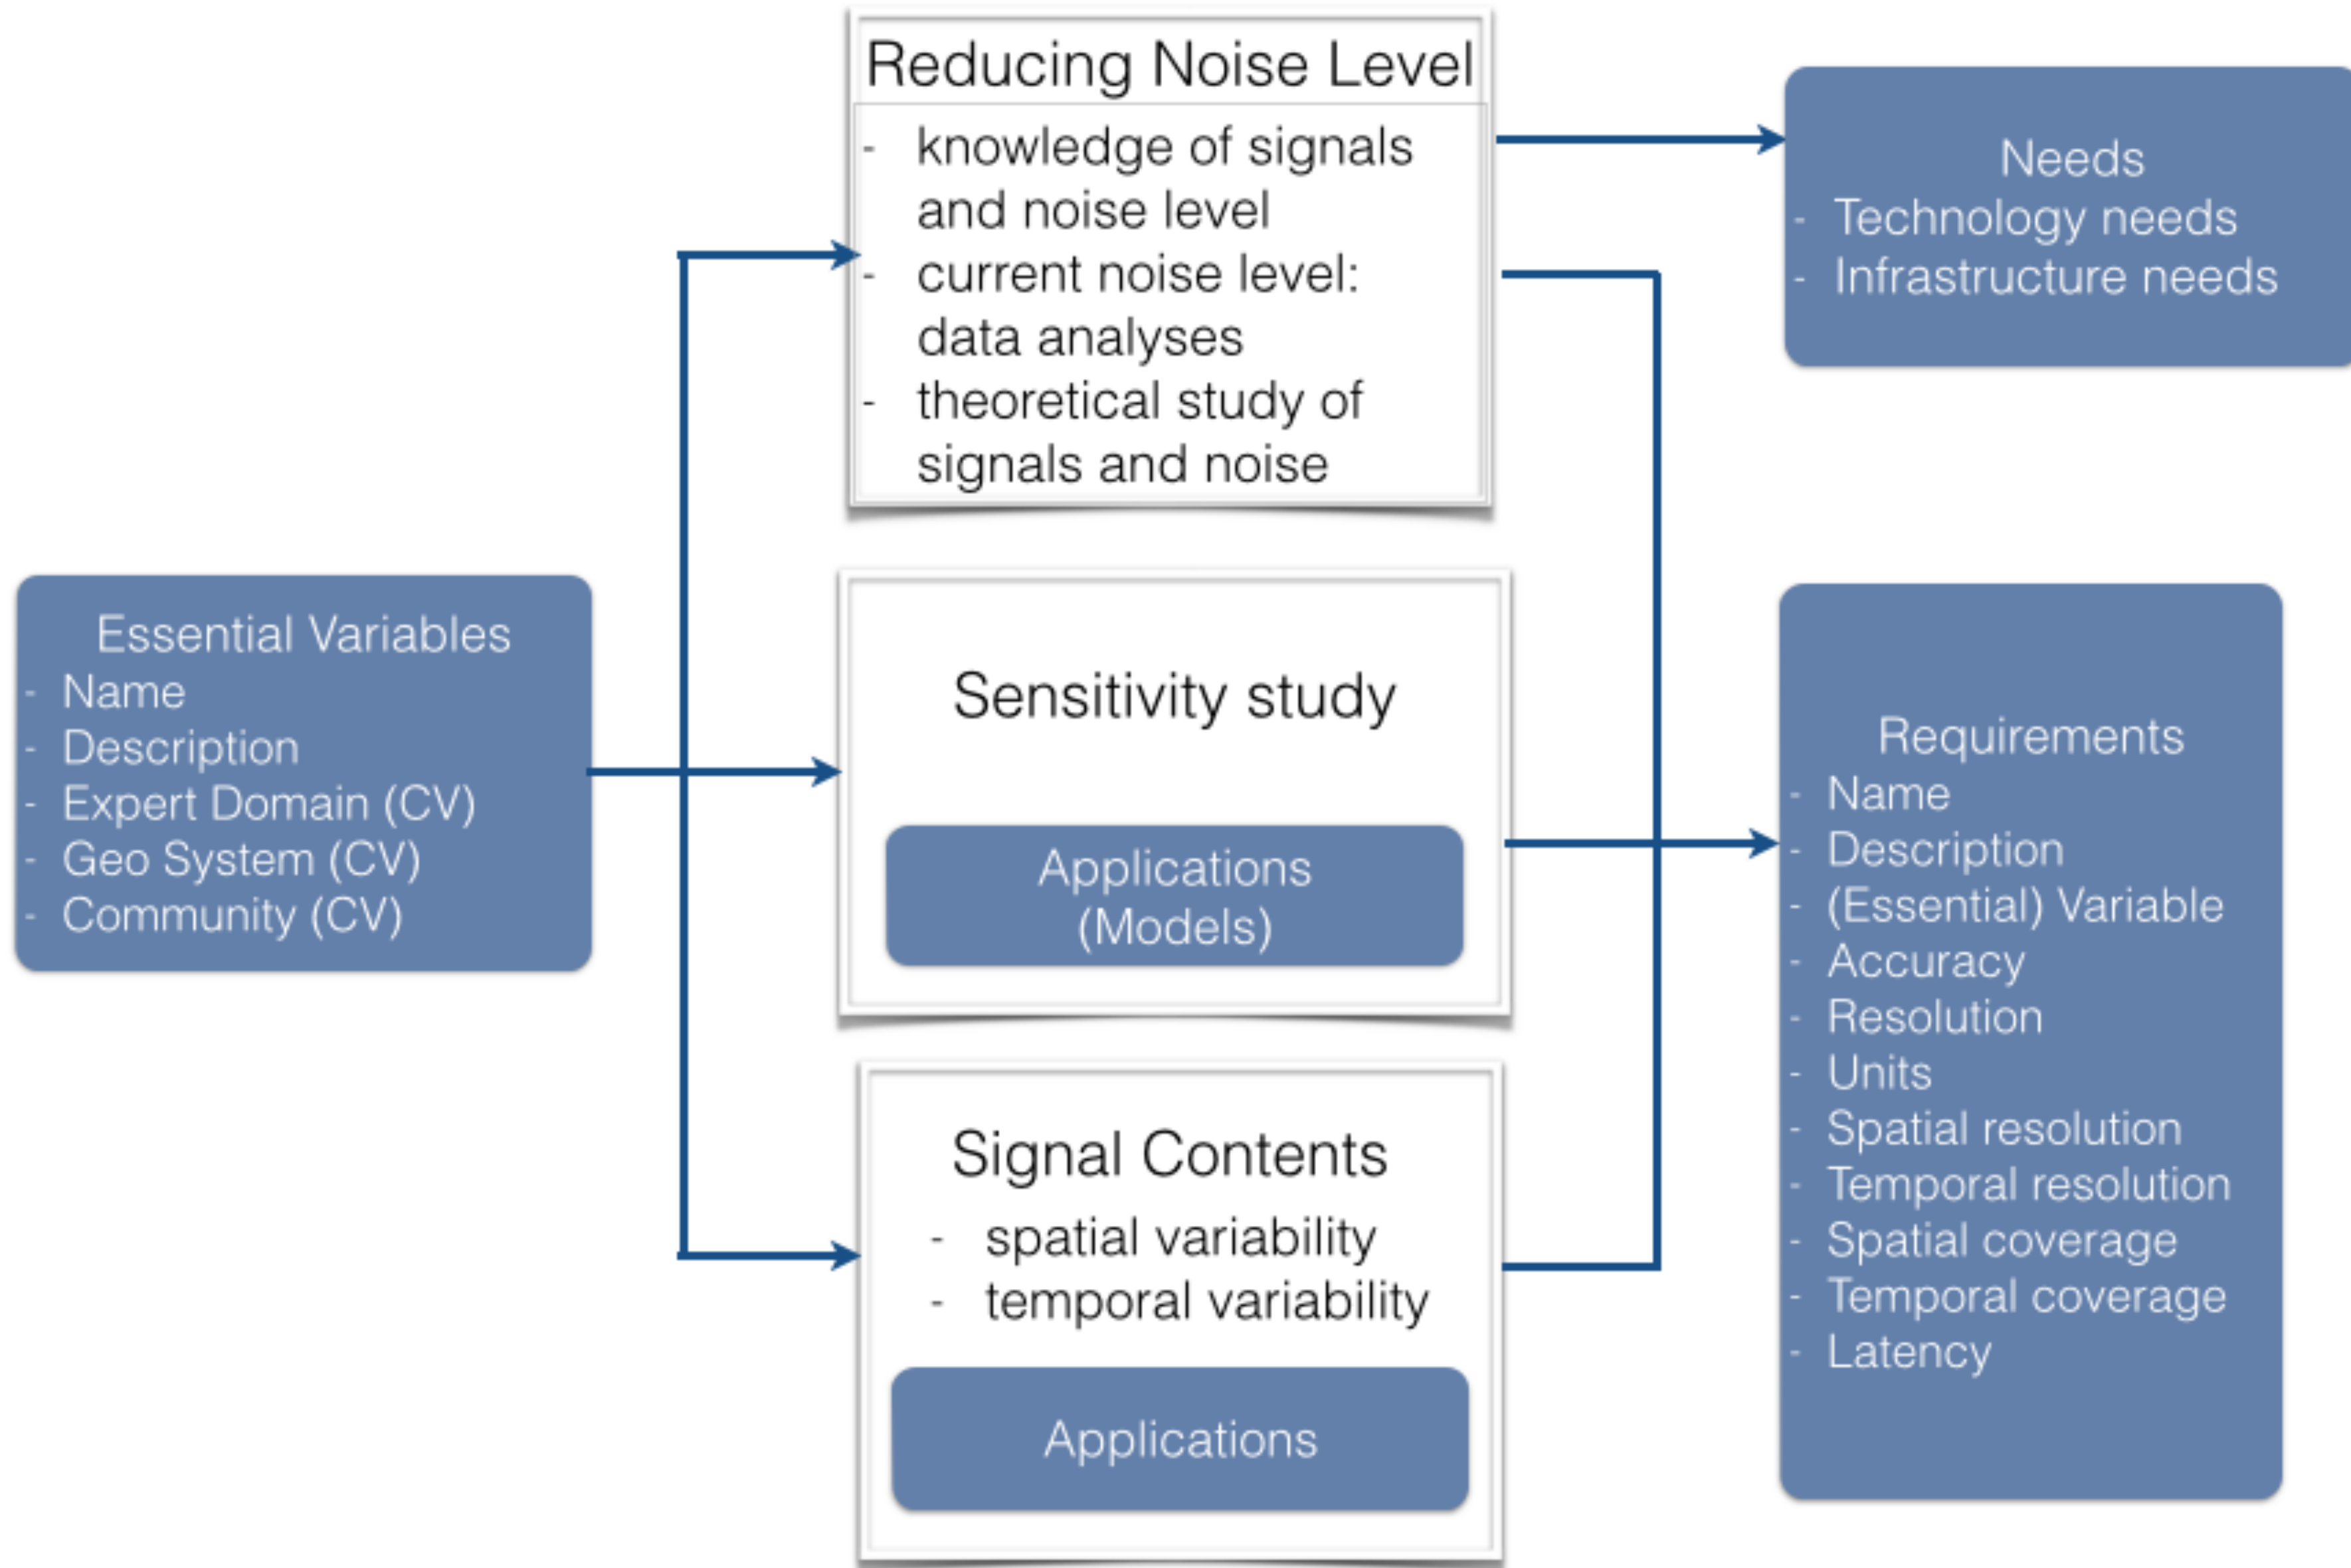 Reducing Noise Level
- knowledge of signals
and noise level
- current noise level:
data analyses
- theoretical study of
signals and noise
Needs
- Technology needs
- Infrastructure needs
Essential Variables
- Name
- Description
- Expert Domain (CV)
- Geo System (CV)
- Community (CV)
Sensitivity study
Applications
(Models)
Signal Contents
- spatial variability
- temporal variability
Applications
Requirements
- Name
- Description
- (Essential) Variable
- Accuracy
- Resolution
- Units
- Spatial resolution
- Temporal resolution
- Spatial coverage
- Temporal coverage
- Latency